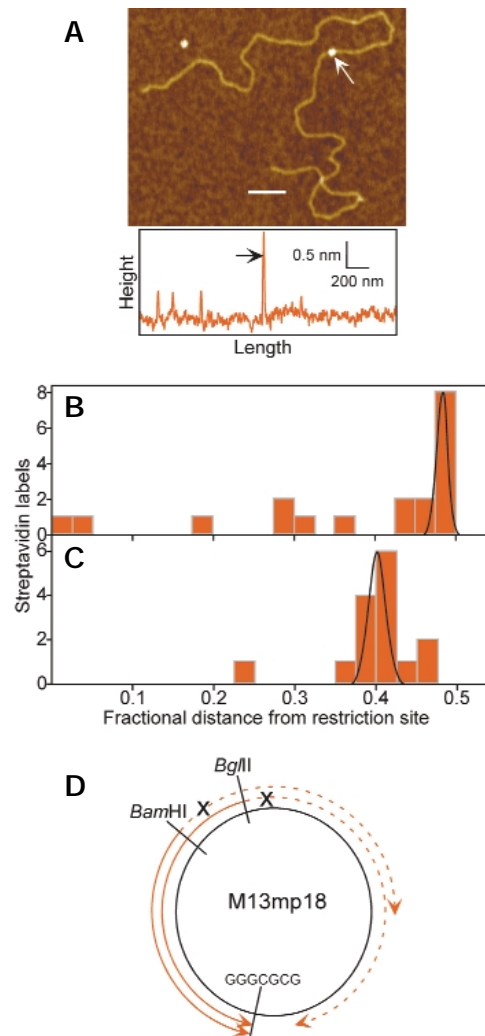 A
0.5 nm
200 nm
Height
Length
B
8
6
4
2
0
C
6
4
2
0
Streptavidin labels
0.1 0.2 0.3 0.4 0.5
Fractional distance from restriction site
D
BglII
X X
BamHI
M13mp18
GGGCGCG